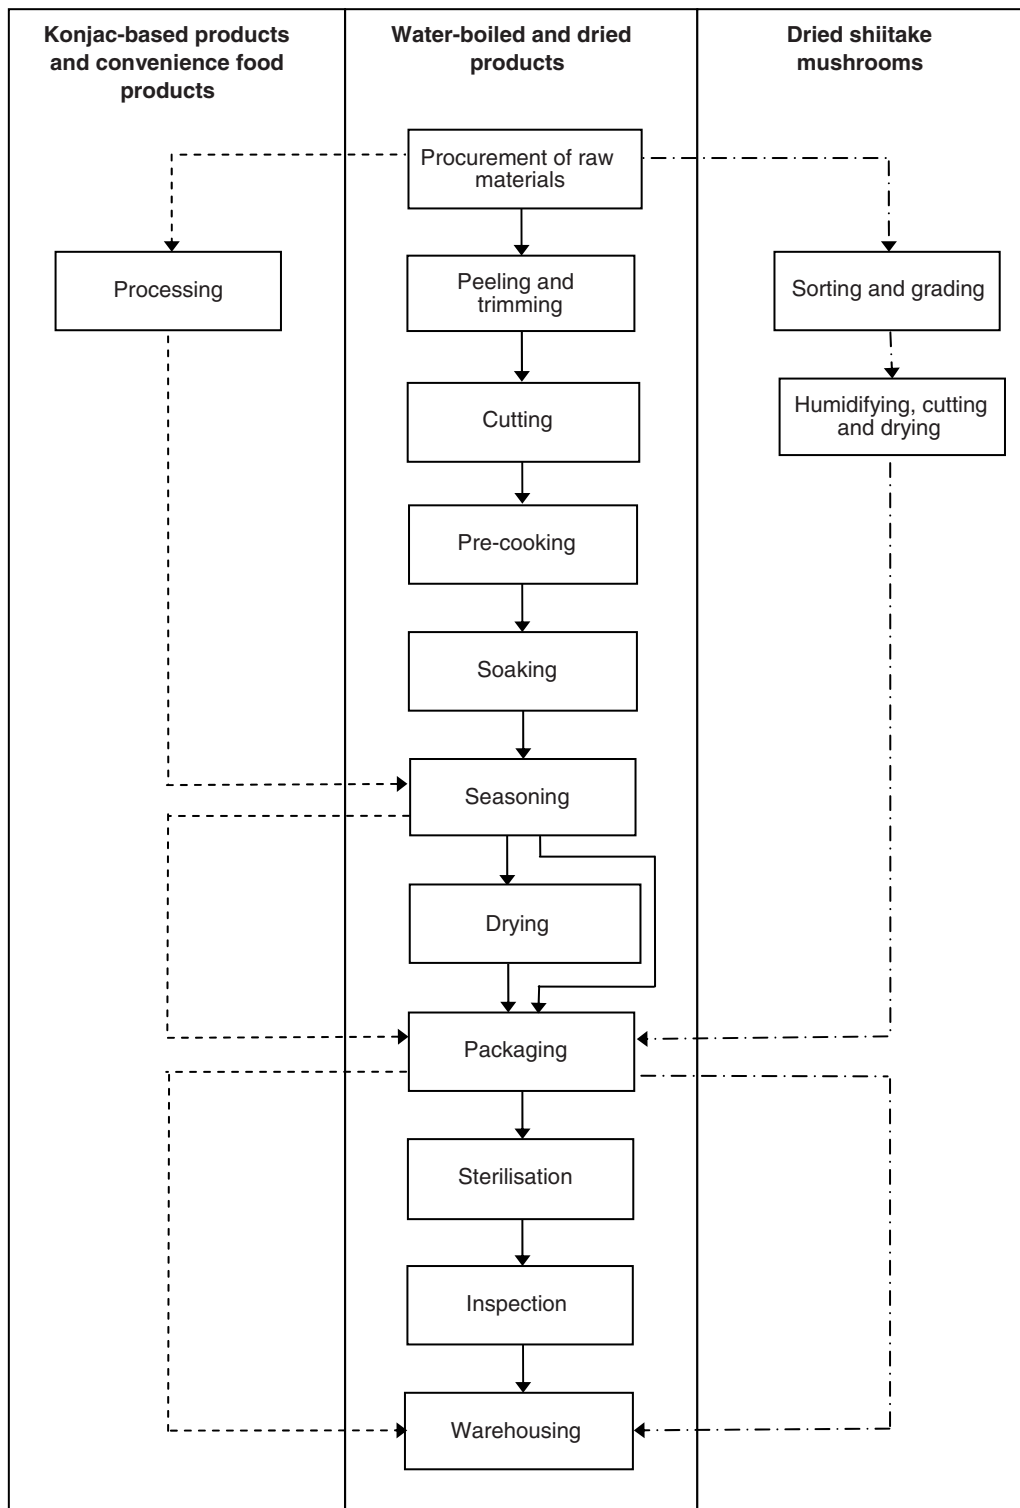 Konjac-based products
and convenience food
products
Water-boiled and dried
products
Dried shiitake
mushrooms
Procurement of raw
materials
Processing
Peeling and
trimming
Sorting and grading
Cutting
Humidifying, cutting
and drying
Pre-cooking
Soaking
Seasoning
Drying
Packaging
Sterilisation
Inspection
Warehousing